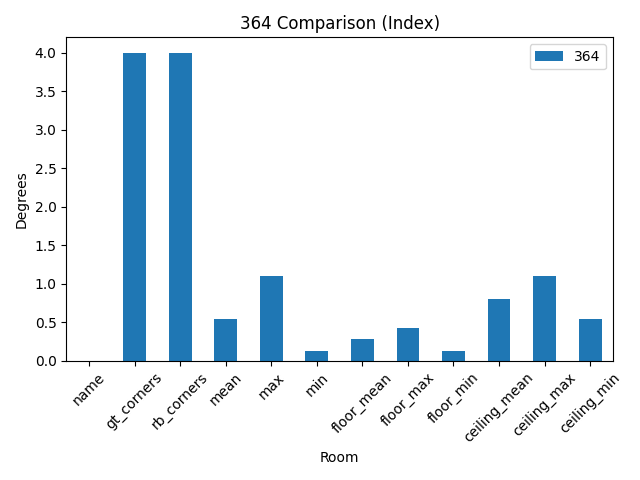 364 Comparison (Index)
364
Degrees
4.0
3.5
3.0
2.5
2.0
1.5
1.0
0.5
0.0
name
gt_corners
rb_corners
mean
max
min
floor_mean
floor_max
floor_min
ceiling_mean
ceiling_max
ceiling_min
Room